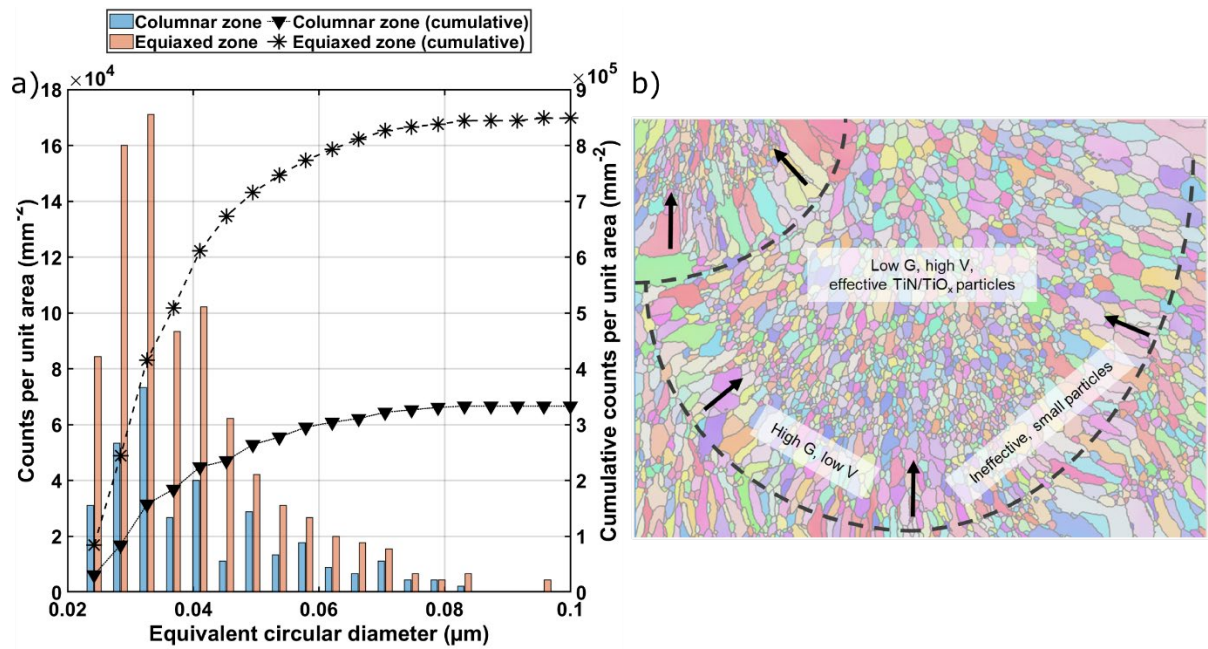 Columnar zone
Columnar zone (cumulative)
Equiaxed zone
Equiaxed zone (cumulative)
a)
×10⁴
×10⁵
b)
18
16
14
12
10
8
6
4
2
0
Counts per unit area (mm⁻²)
9
8
7
6
5
4
3
2
1
0
Cumulative counts per unit area (mm⁻²)
0.02
0.04
0.06
0.08
0.1
Equivalent circular diameter (µm)
Low G, high V,
effective TiN/TiOₓ particles
High G, low V
Ineffective, small particles